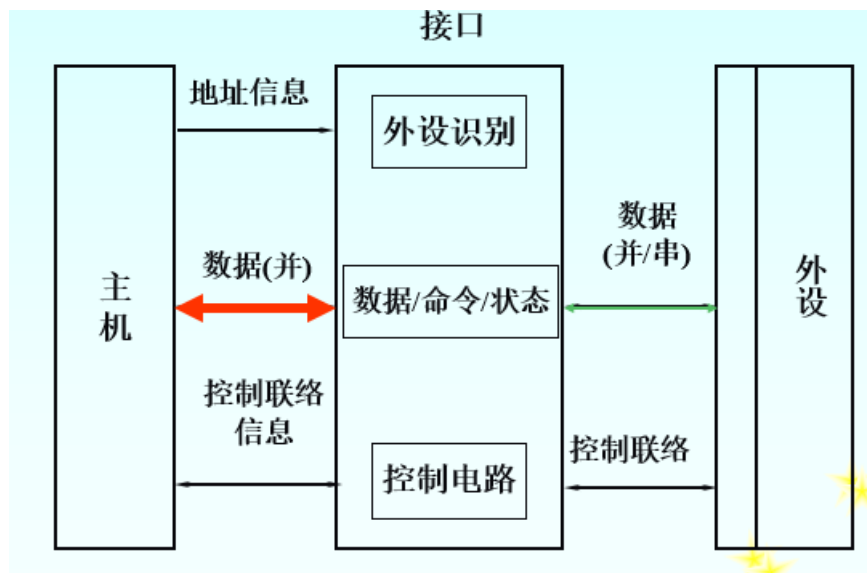 接口
地址信息
外设识别
数据(并)
数据/命令/状态
数据
(并/串)
主
机
外
设
控制联络
信息
控制电路
控制联络